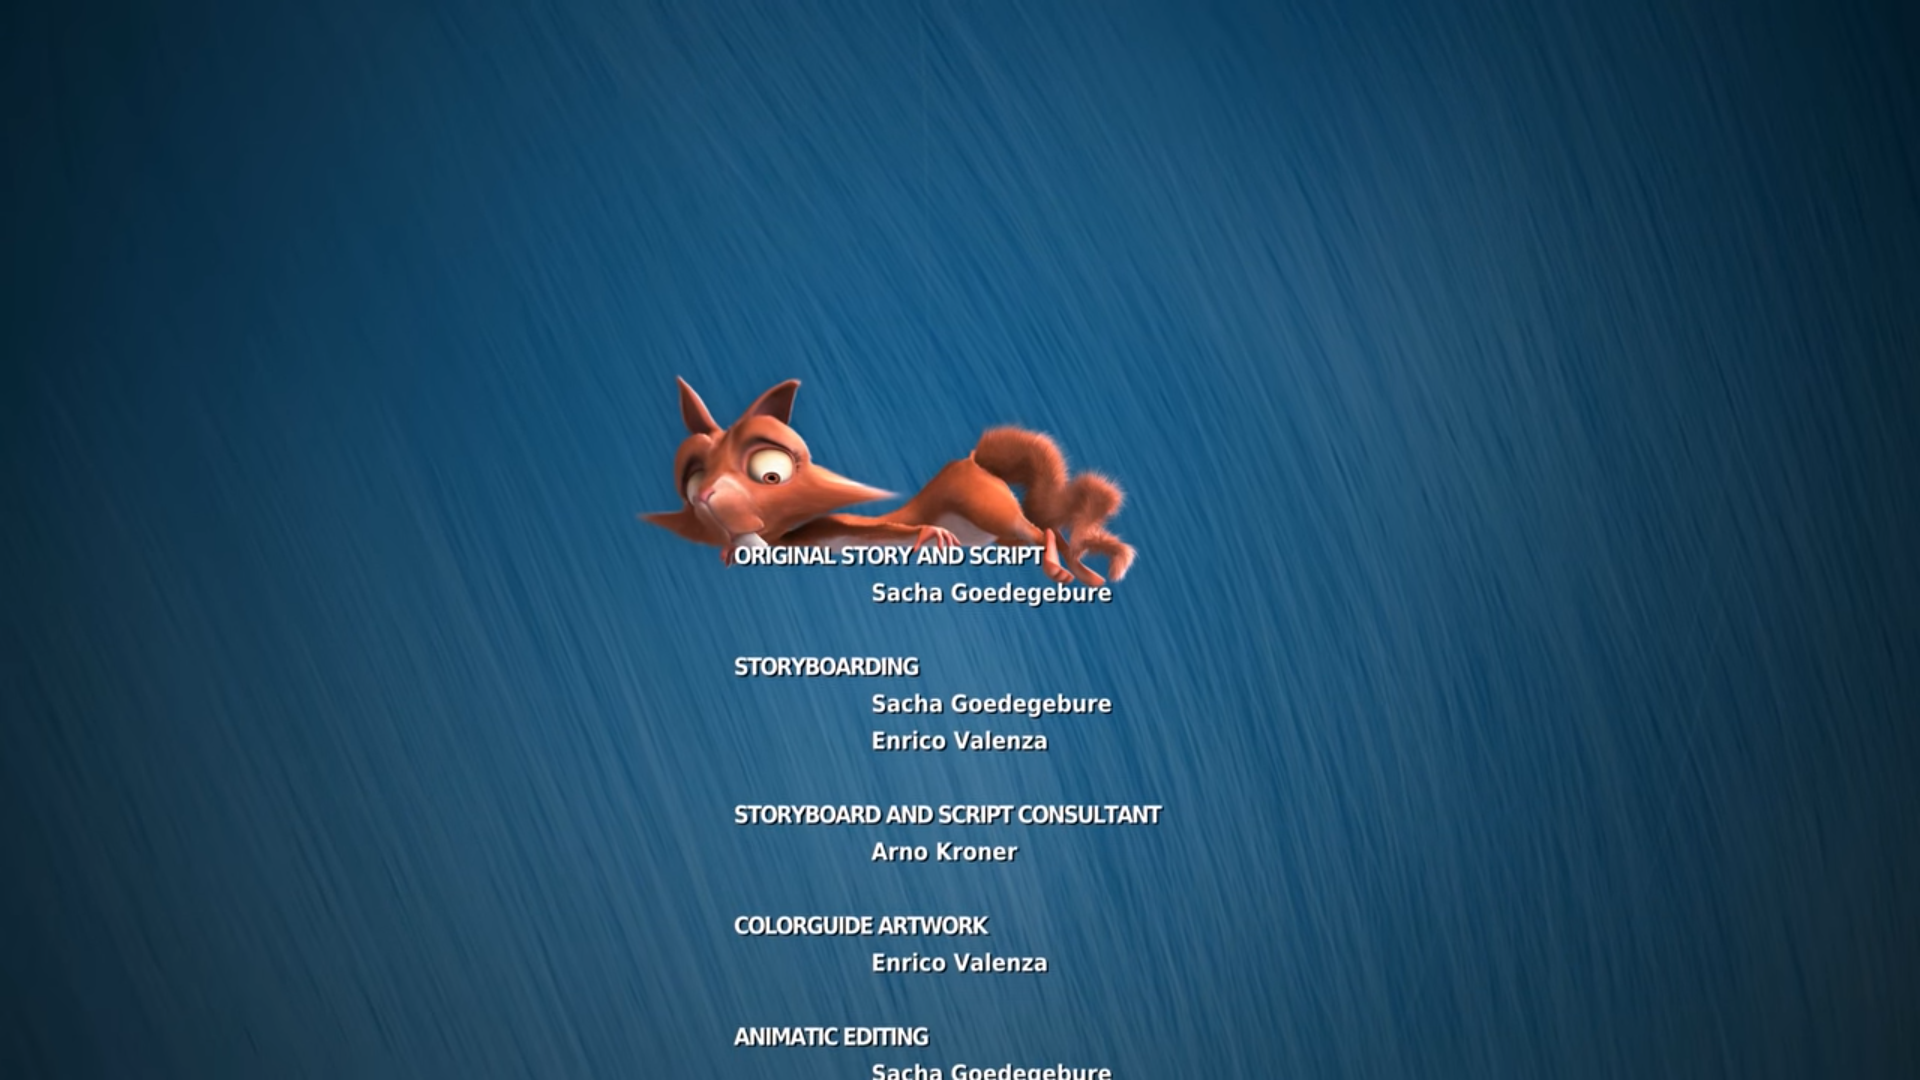 ORIGINAL STORY AND SCRIPT
Sacha Goedegebure
STORYBOARDING
Sacha Goedegebure
Enrico Valenza
STORYBOARD AND SCRIPT CONSULTANT
Arno Kroner
COLORGUIDE ARTWORK
Enrico Valenza
ANIMATIC EDITING
Sacha Goedegebure